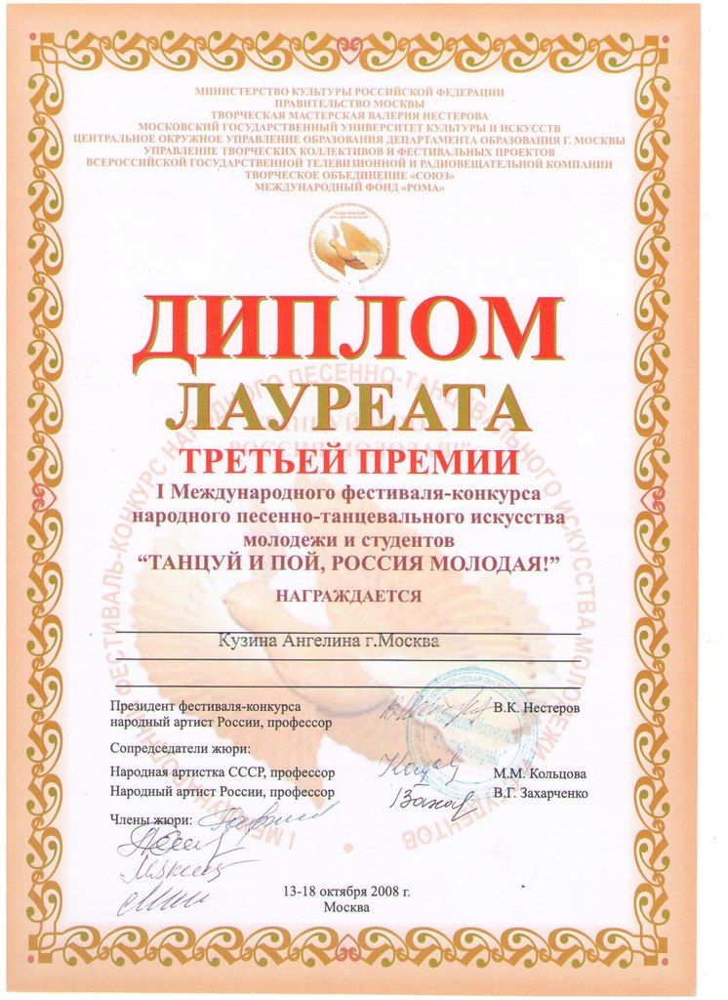 МИНИСТЕРСТВО КУЛЬТУРЫ РОССИЙСКОЙ ФЕДЕРАЦИИ
ПРАВИТЕЛЬСТВО МОСКВЫ
ТВОРЧЕСКАЯ МАСТЕРСКАЯ ВАЛЕРИЯ НЕСТЕРОВА
МОСКОВСКИЙ ГОСУДАРСТВЕННЫЙ УНИВЕРСИТЕТ КУЛЬТУРЫ И ИСКУССТВ
ЦЕНТРАЛЬНОЕ ОКРУЖНОЕ УПРАВЛЕНИЕ ОБРАЗОВАНИЯ ДЕПАРТАМЕНТА ОБРАЗОВАНИЯ Г. МОСКВЫ
УПРАВЛЕНИЕ ТВОРЧЕСКИХ КОЛЛЕКТИВОВ И ФЕСТИВАЛЬНЫХ ПРОЕКТОВ
ВСЕРОССИЙСКОЙ ГОСУДАРСТВЕННОЙ ТЕЛЕВИЗИОННОЙ И РАДИОВЕЩАТЕЛЬНОЙ КОМПАНИИ
ТВОРЧЕСКОЕ ОБЪЕДИНЕНИЕ «СОЮЗ»
МЕЖДУНАРОДНЫЙ ФОНД «РОМА»
ДИПЛОМ
ЛАУРЕАТА
ТРЕТЬЕЙ ПРЕМИИ
I Международного фестиваля-конкурса
народного песенно-танцевального искусства
молодежи и студентов
“ТАНЦУЙ И ПОЙ, РОССИЯ МОЛОДАЯ!”
НАГРАЖДАЕТСЯ
Кузина Ангелина г.Москва
Президент фестиваля-конкурса
народный артист России, профессор В.К. Нестеров
Сопредседатели жюри:
Народная артистка СССР, профессор М.М. Кольцова
Народный артист России, профессор В.Г. Захарченко
Члены жюри:
13-18 октября 2008 г.
Москва